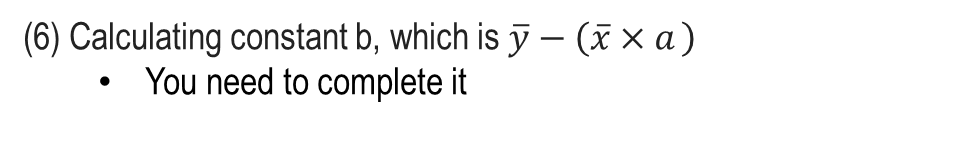 (6) Calculating constant b, which is ȳ − (x̄ × a )
• You need to complete it